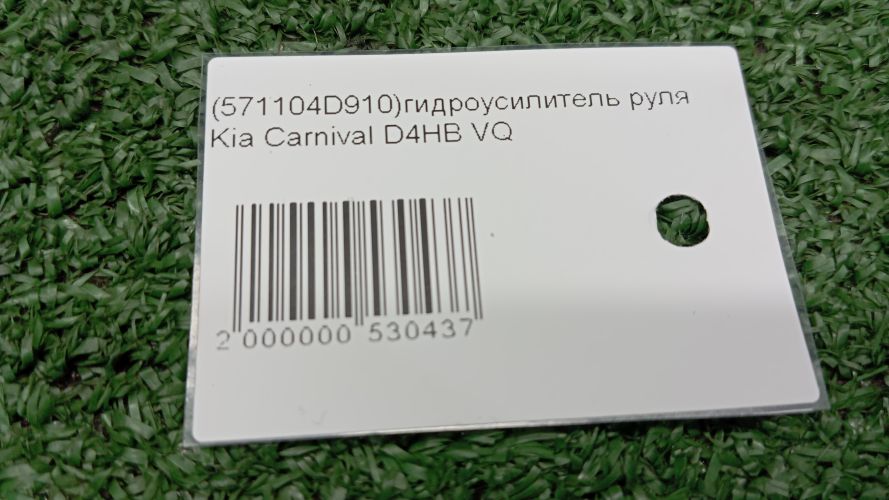 (571104D910)гидроусилитель руля
Kia Carnival D4HB VQ
2 000000 530437